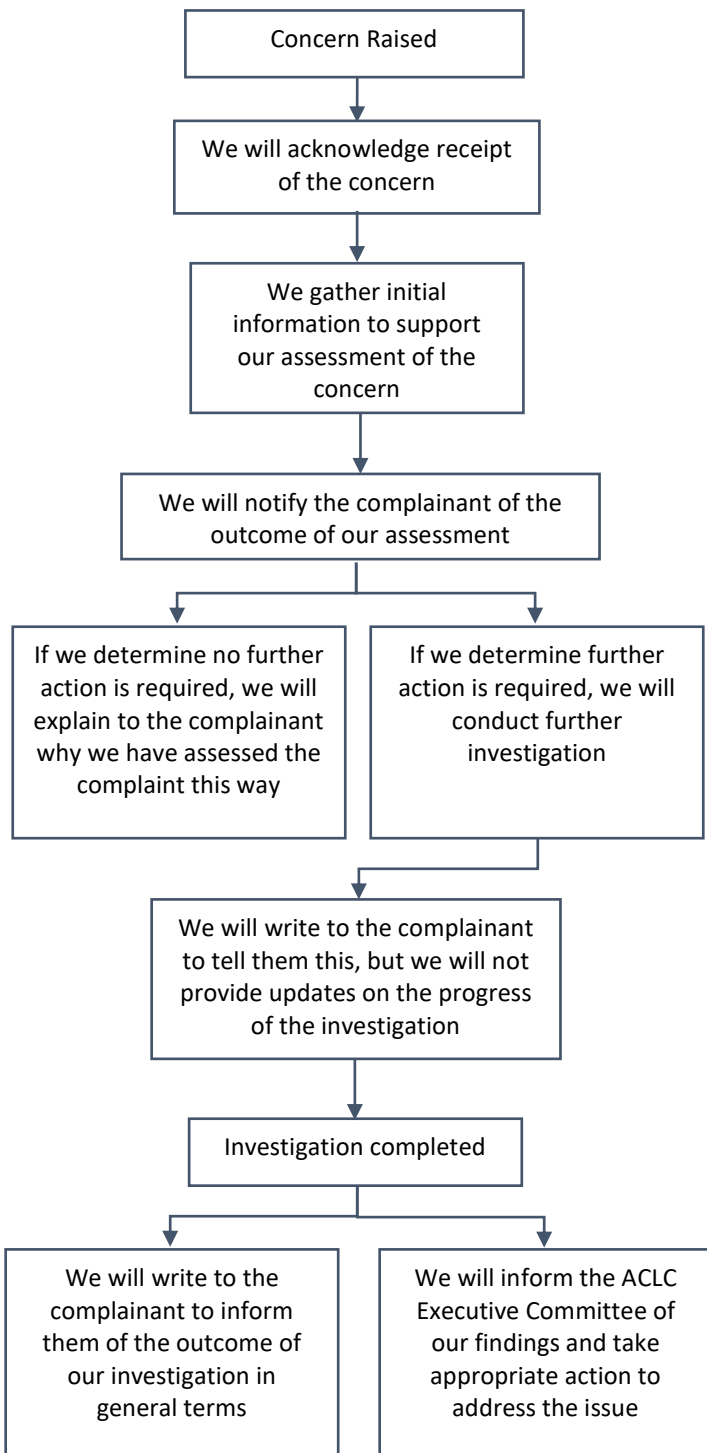 Concern Raised
We will acknowledge receipt
of the concern
We gather initial
information to support
our assessment of the
concern
We will notify the complainant of the
outcome of our assessment
If we determine no further
action is required, we will
explain to the complainant
why we have assessed the
complaint this way
If we determine further
action is required, we will
conduct further
investigation
We will write to the complainant
to tell them this, but we will not
provide updates on the progress
of the investigation
Investigation completed
We will write to the
complainant to inform
them of the outcome of
our investigation in
general terms
We will inform the ACLC
Executive Committee of
our findings and take
appropriate action to
address the issue